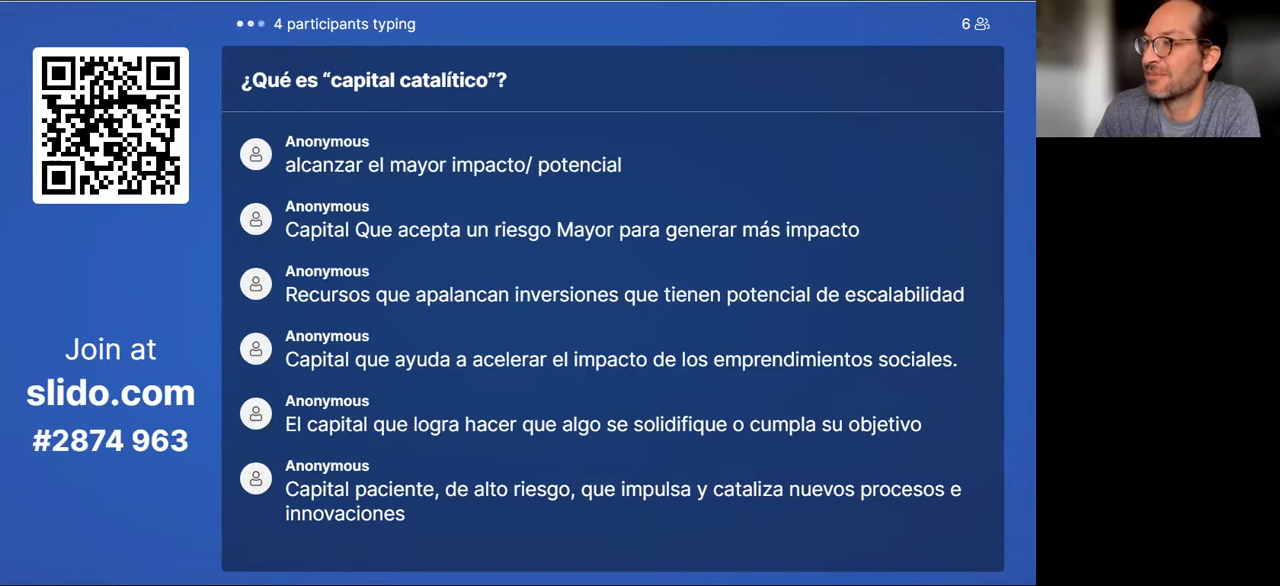 4 participants typing
6
¿Qué es “capital catalítico”?
Anonymous
alcanzar el mayor impacto/ potencial
Anonymous
Capital Que acepta un riesgo Mayor para generar más impacto
Anonymous
Recursos que apalancan inversiones que tienen potencial de escalabilidad
Anonymous
Capital que ayuda a acelerar el impacto de los emprendimientos sociales.
Anonymous
El capital que logra hacer que algo se solidifique o cumpla su objetivo
Anonymous
Capital paciente, de alto riesgo, que impulsa y cataliza nuevos procesos e
innovaciones
Join at
slido.com
#2874 963